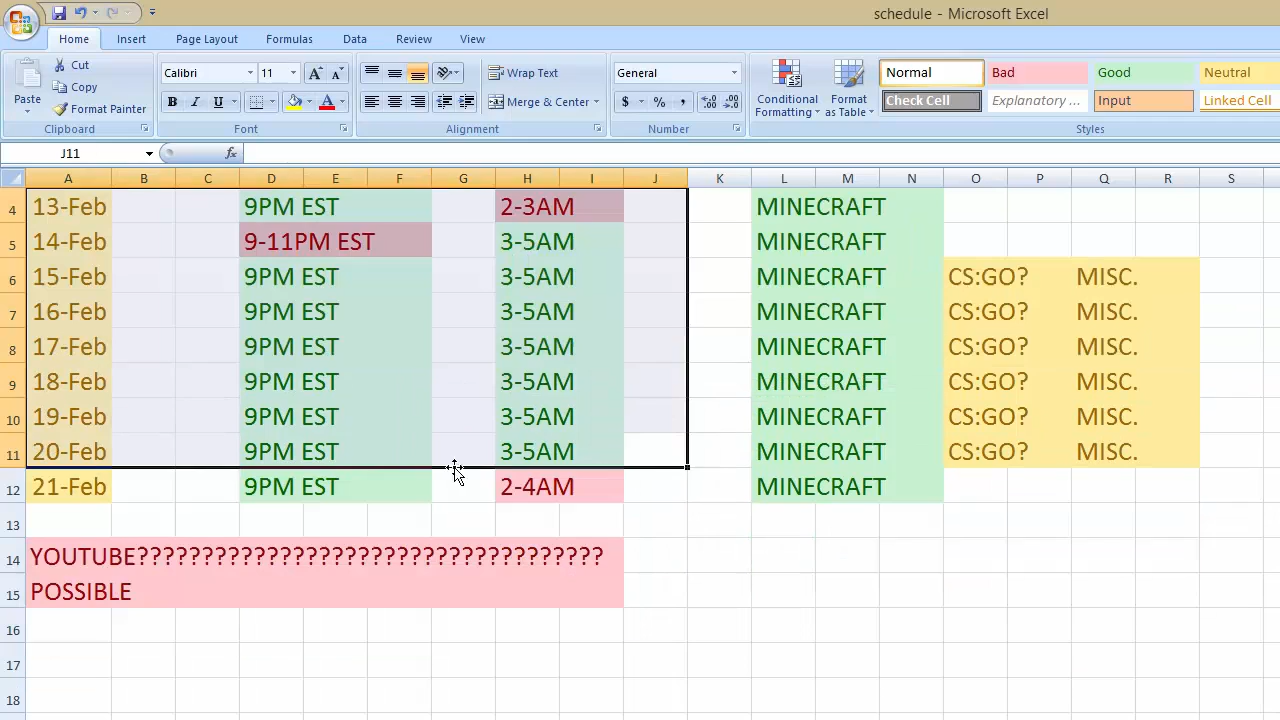 schedule - Microsoft Excel
Home Insert Page Layout Formulas Data Review View
Paste
Cut
Copy
Format Painter
Clipboard
Calibri 11
B I U
Font
Wrap Text
Merge & Center
Alignment
General
$ % ,
Number
Conditional Formatting
Format as Table
Normal Bad Good Neutral
Check Cell Explanatory ... Input Linked Cell
Styles
J11 fx
A B C D E F G H I J K L M N O P Q R S
4 13-Feb 9PM EST 2-3AM MINECRAFT
5 14-Feb 9-11PM EST 3-5AM MINECRAFT
6 15-Feb 9PM EST 3-5AM MINECRAFT CS:GO? MISC.
7 16-Feb 9PM EST 3-5AM MINECRAFT CS:GO? MISC.
8 17-Feb 9PM EST 3-5AM MINECRAFT CS:GO? MISC.
9 18-Feb 9PM EST 3-5AM MINECRAFT CS:GO? MISC.
10 19-Feb 9PM EST 3-5AM MINECRAFT CS:GO? MISC.
11 20-Feb 9PM EST 3-5AM MINECRAFT CS:GO? MISC.
12 21-Feb 9PM EST 2-4AM MINECRAFT
13
14 YOUTUBE????????????????????????????????????
15 POSSIBLE
16
17
18